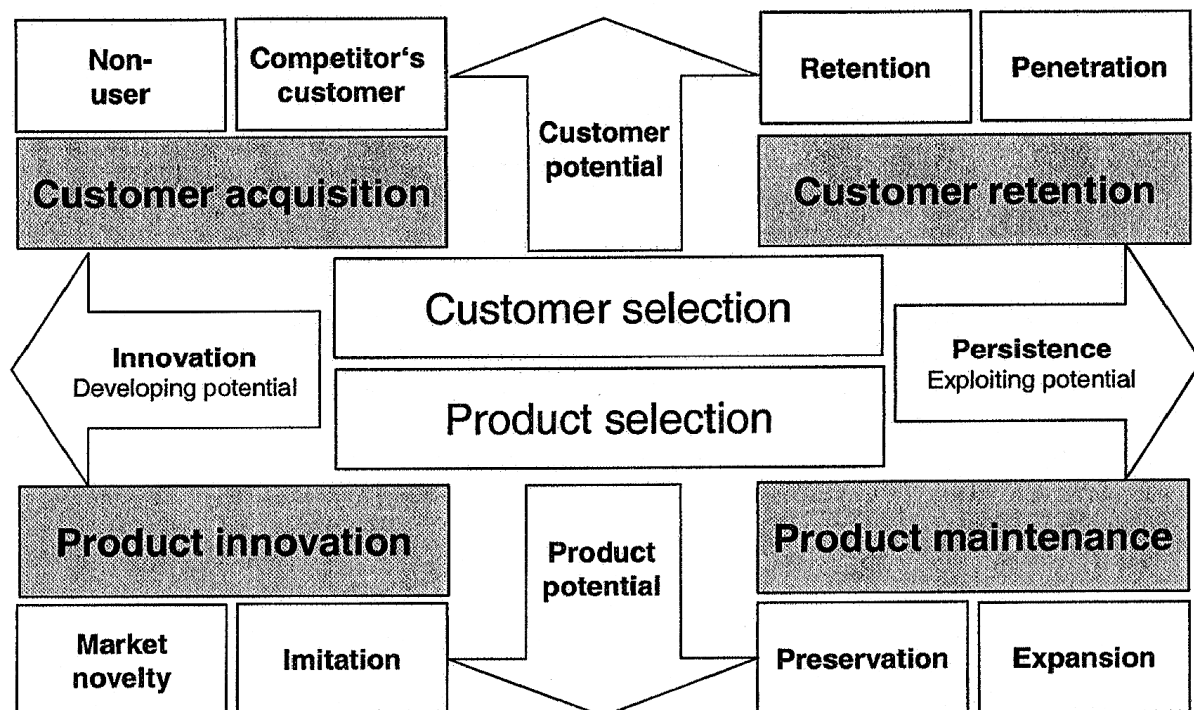 Non-
user
Competitor's
customer
Customer
potential
Retention
Penetration
Customer acquisition
Customer retention
Customer selection
Innovation
Developing potential
Persistence
Exploiting potential
Product selection
Product innovation
Product
potential
Product maintenance
Market
novelty
Imitation
Preservation
Expansion